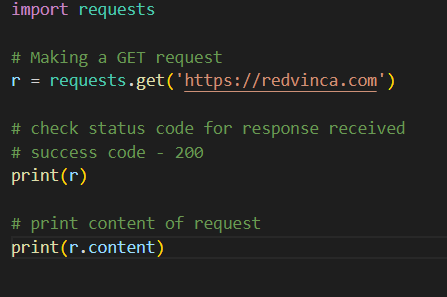 import requests
# Making a GET request
r = requests.get('https://redvinca.com')
# check status code for response received
# success code - 200
print(r)
# print content of request
print(r.content)